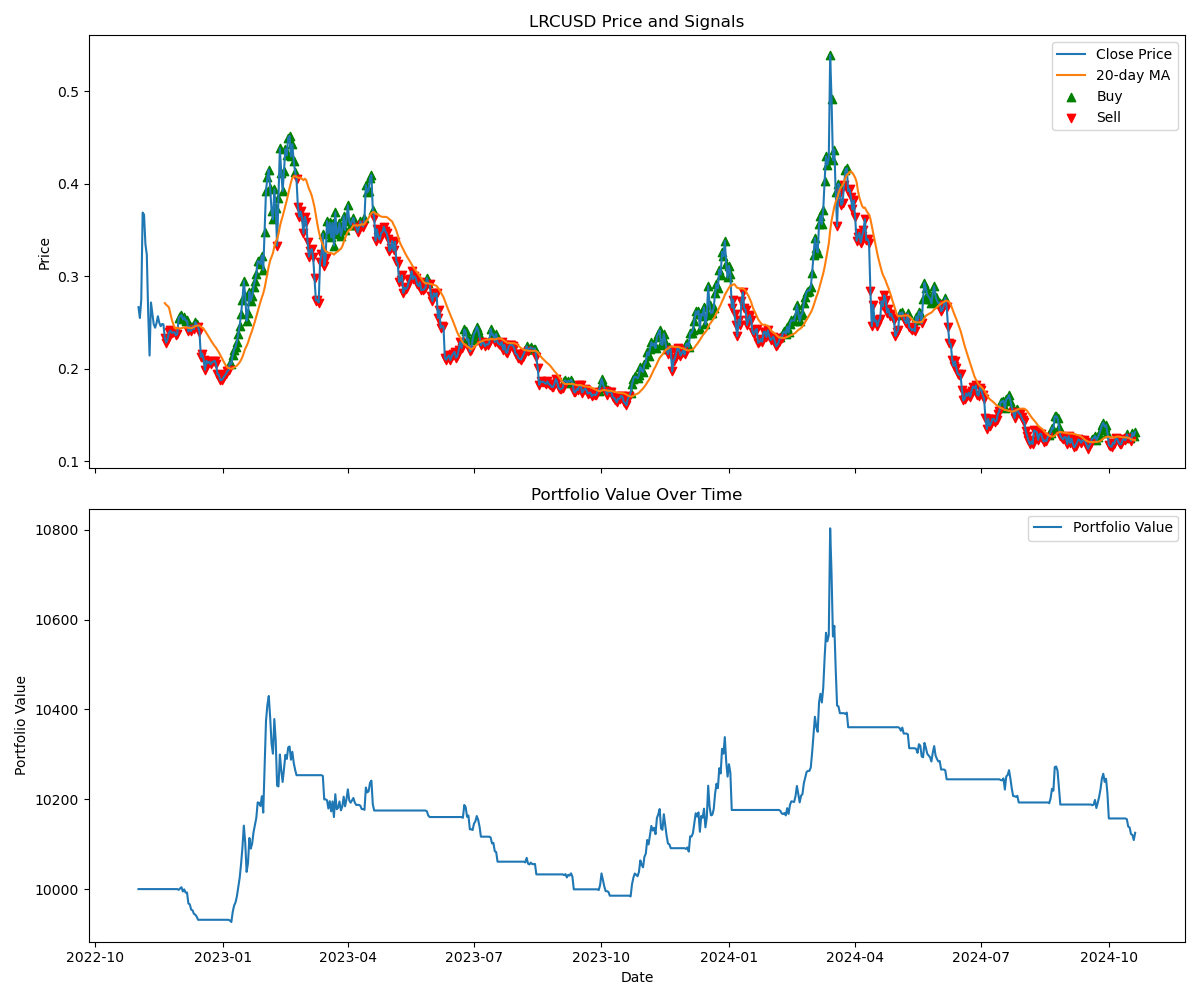 LRCUSD Price and Signals
Price
0.5
0.4
0.3
0.2
0.1
Close Price
20-day MA
Buy
Sell
Portfolio Value Over Time
Portfolio Value
10800
10600
10400
10200
10000
Portfolio Value
2022-10
2023-01
2023-04
2023-07
2023-10
2024-01
2024-04
2024-07
2024-10
Date